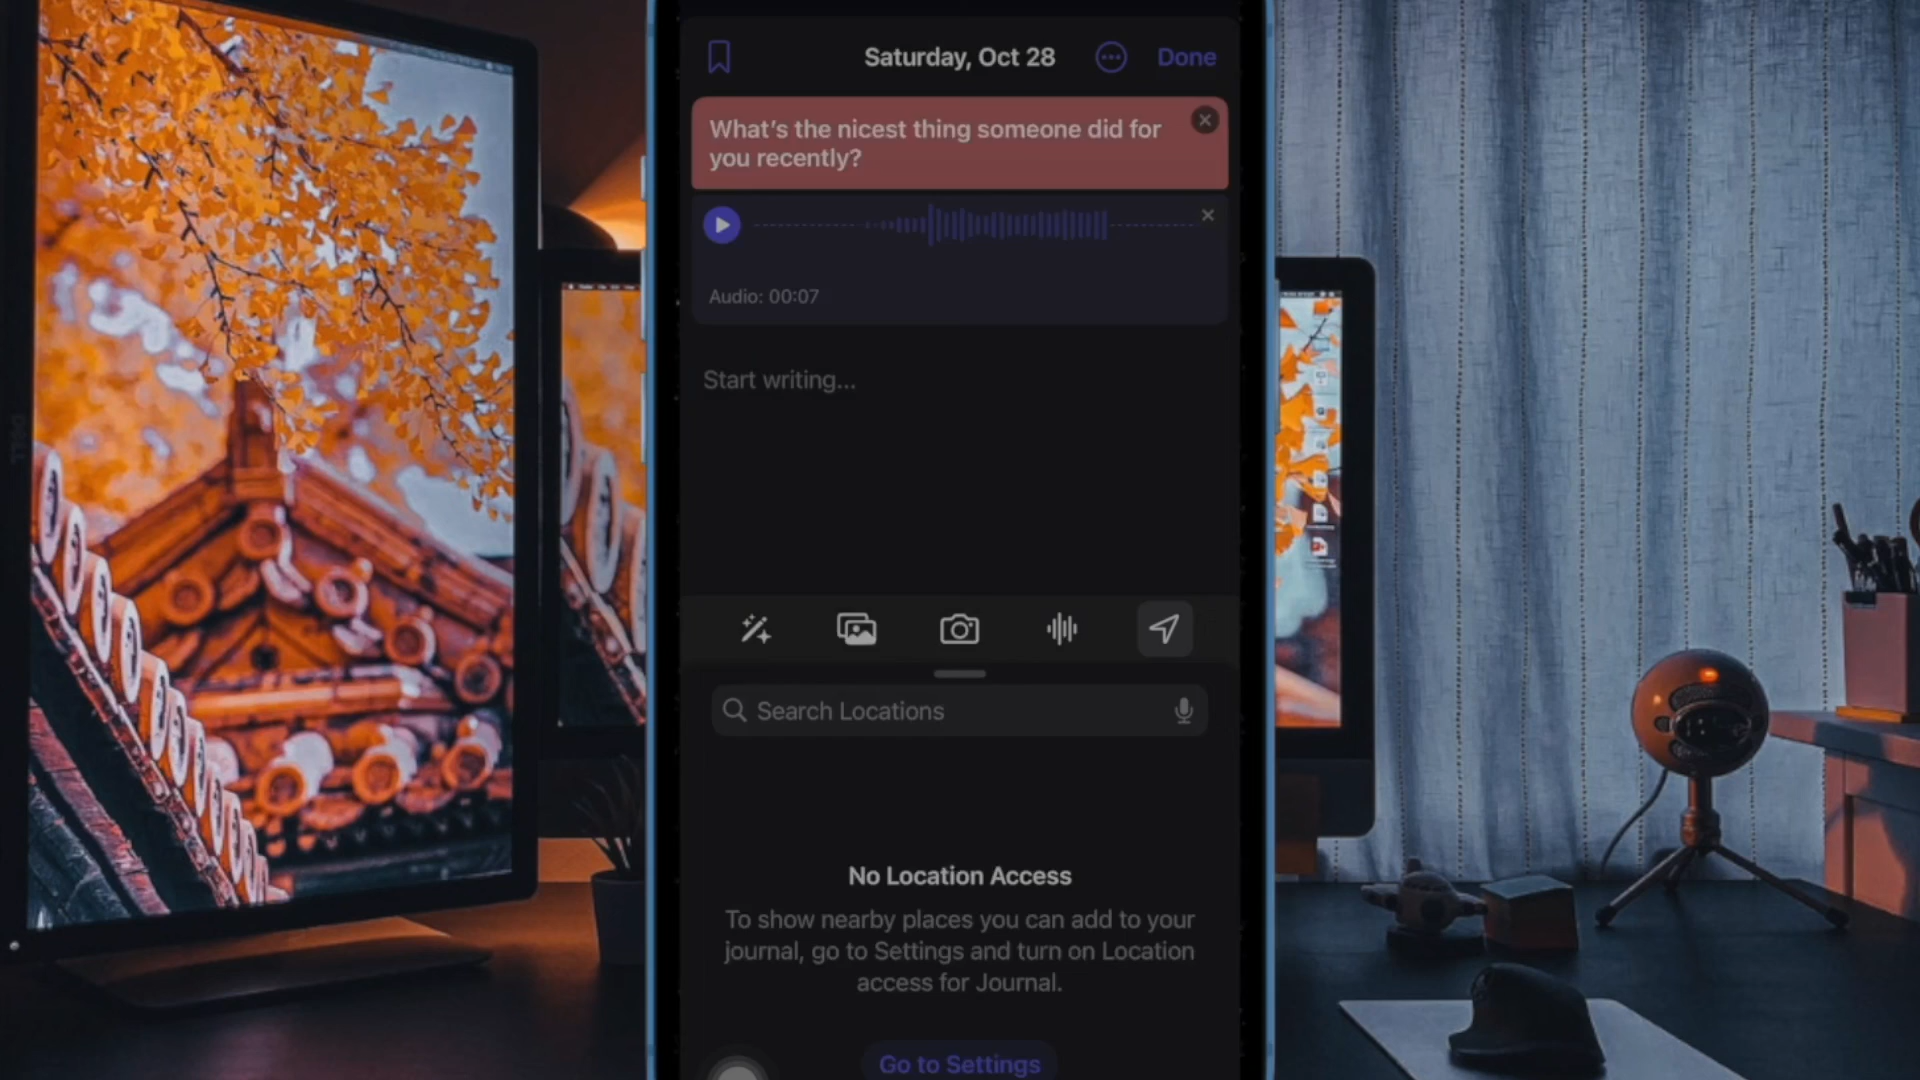 Saturday, Oct 28
Done
What's the nicest thing someone did for
you recently?
Audio: 00:07
Start writing...
Search Locations
No Location Access
To show nearby places you can add to your
journal, go to Settings and turn on Location
access for Journal.
Go to Settings